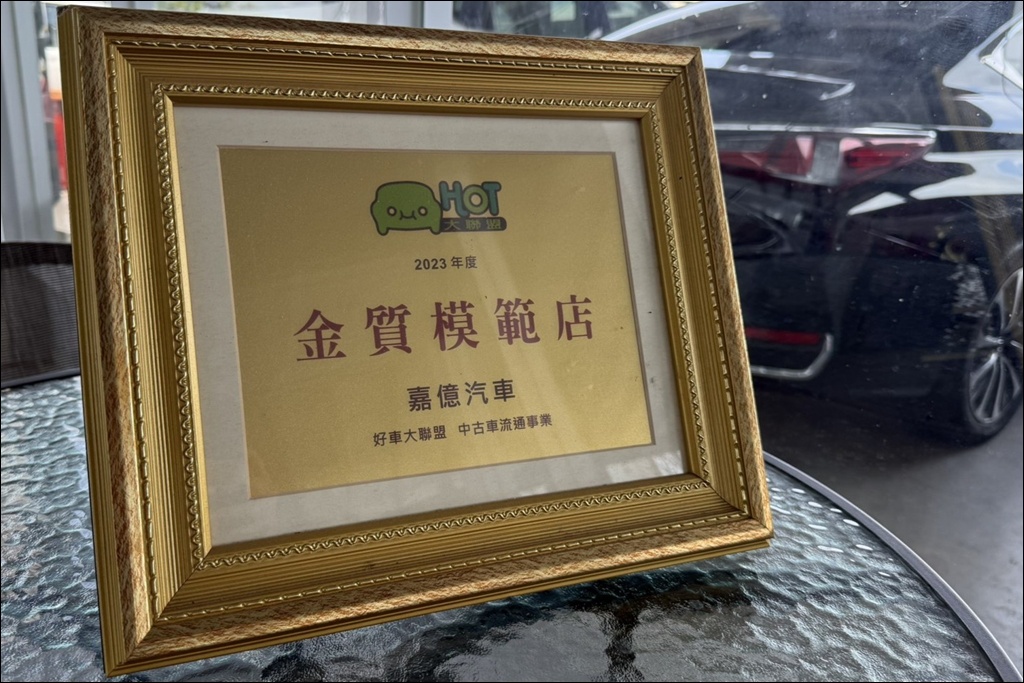 HOT
大聯盟
2023 年度
金質模範店
嘉億汽車
好車大聯盟 中古車流通事業